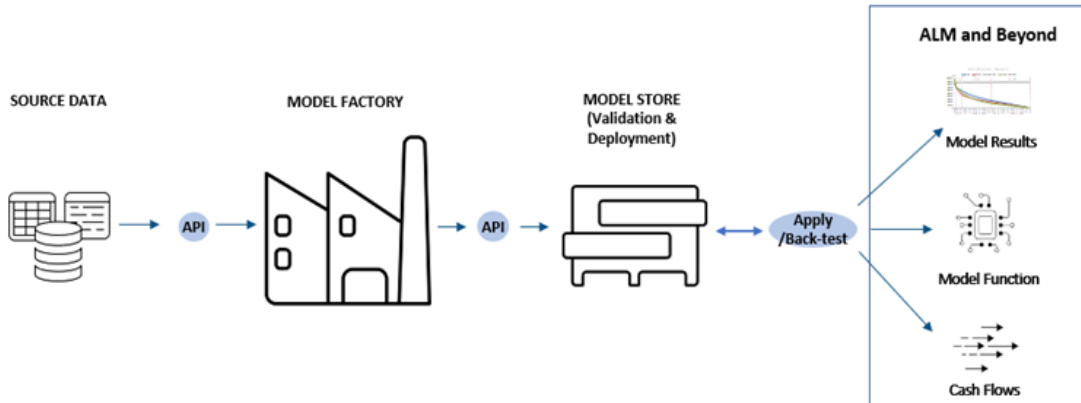 ALM and Beyond
SOURCE DATA
MODEL FACTORY
MODEL STORE
(Validation &
Deployment)
Model Results
API
API
Apply
/Back-test
Model Function
Cash Flows